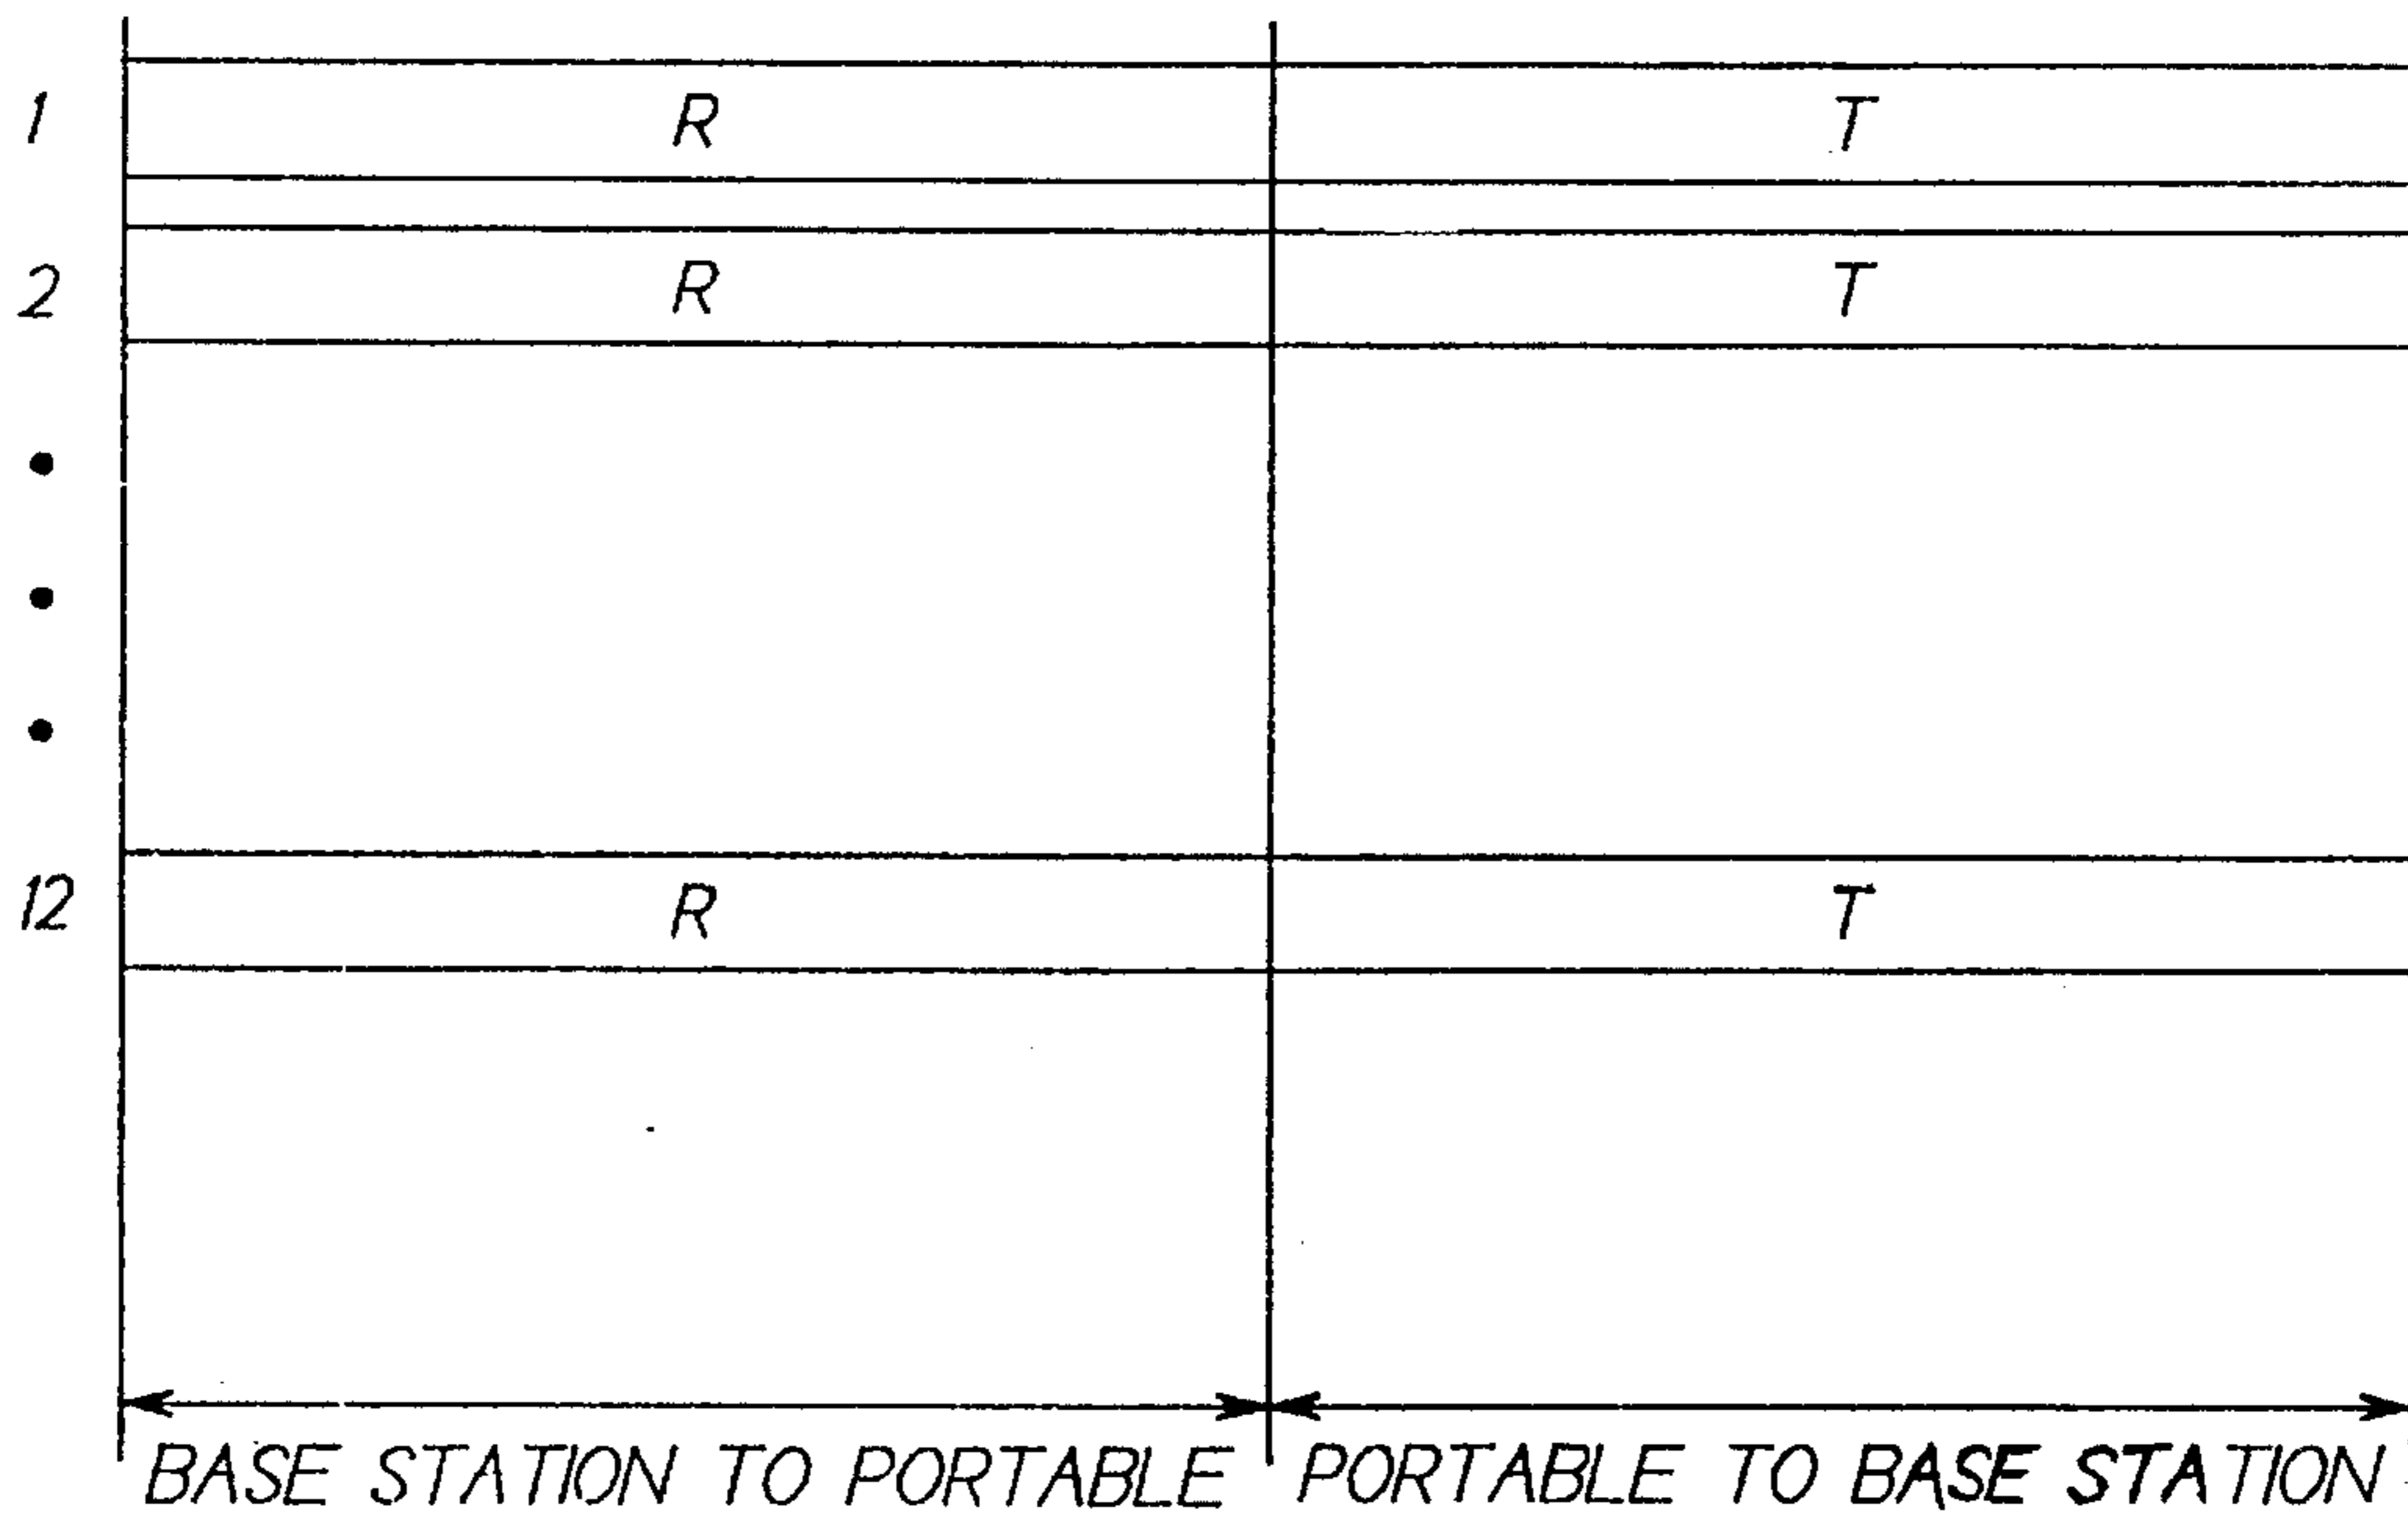 1 R T
2 R T
12 R T
BASE STATION TO PORTABLE PORTABLE TO BASE STATION